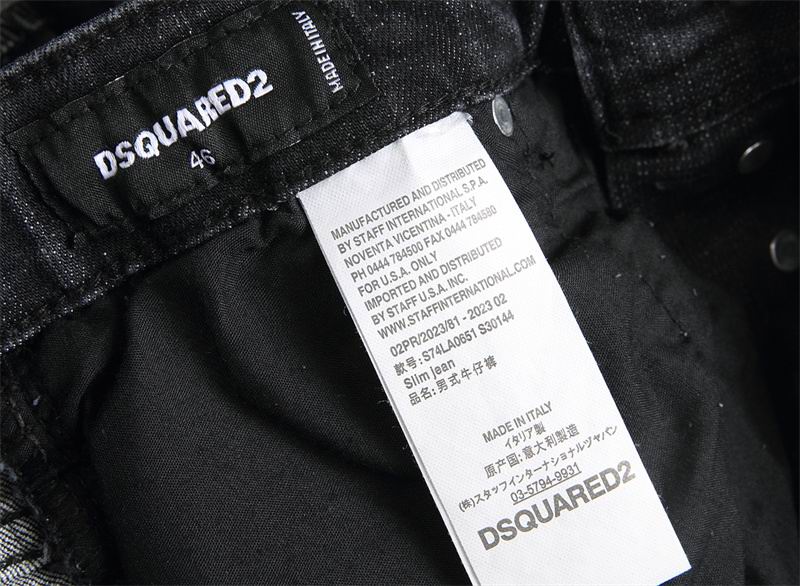 DSQUARED2
46
MADE IN ITALY
MANUFACTURED AND DISTRIBUTED
BY STAFF INTERNATIONAL S.P.A.
NOVENTA VICENTINA - ITALY
PH 0444 784500 FAX 0444 784580
FOR U.S.A. ONLY
IMPORTED AND DISTRIBUTED
BY STAFF U.S.A. INC.
WWW.STAFFINTERNATIONAL.COM
02PR/2023/61 - 2023 02
款号: S74LA0651 S30144
Slim jean
品名: 男式牛仔褲
MADE IN ITALY
イタリア製
原产国: 意大利製造
(株)スタッフインターナショナルジャパン
03-5794-9931
DSQUARED2